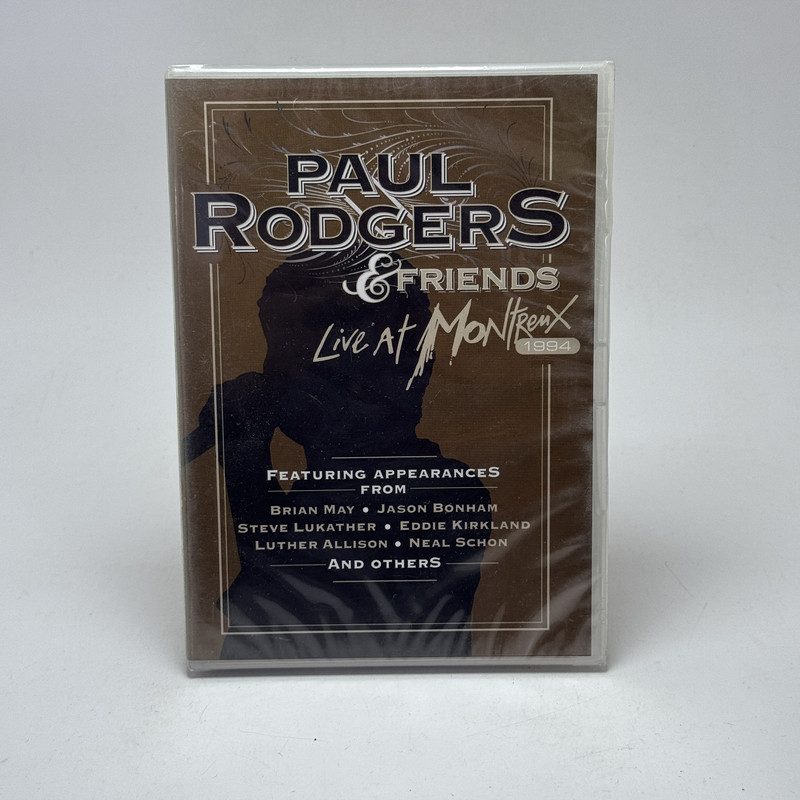 PAUL
RODGERS
& FRIENDS
Live At Montreux
1994
FEATURING APPEARANCES
FROM
BRIAN MAY • JASON BONHAM
STEVE LUKATHER • EDDIE KIRKLAND
LUTHER ALLISON • NEAL SCHON
AND OTHERS